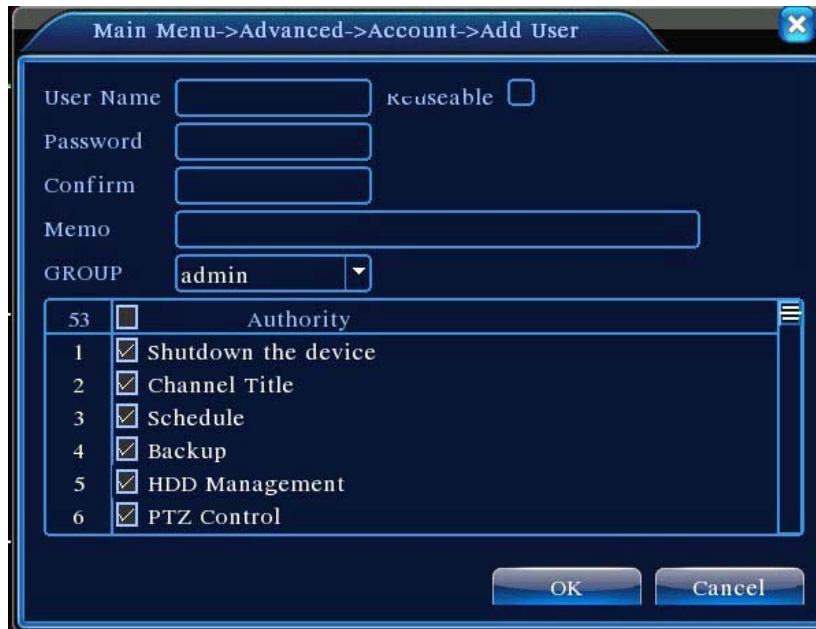 Main Menu->Advanced->Account->Add User
User Name Reuseable
Password
Confirm
Memo
GROUP admin
53 Authority
1 Shutdown the device
2 Channel Title
3 Schedule
4 Backup
5 HDD Management
6 PTZ Control
OK Cancel